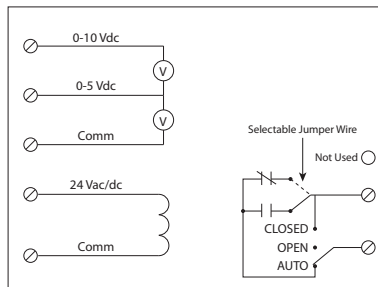 0-10 Vdc
V
0-5 Vdc
V
Comm
Selectable Jumper Wire
Not Used
24 Vac/dc
CLOSED
OPEN
Comm
AUTO